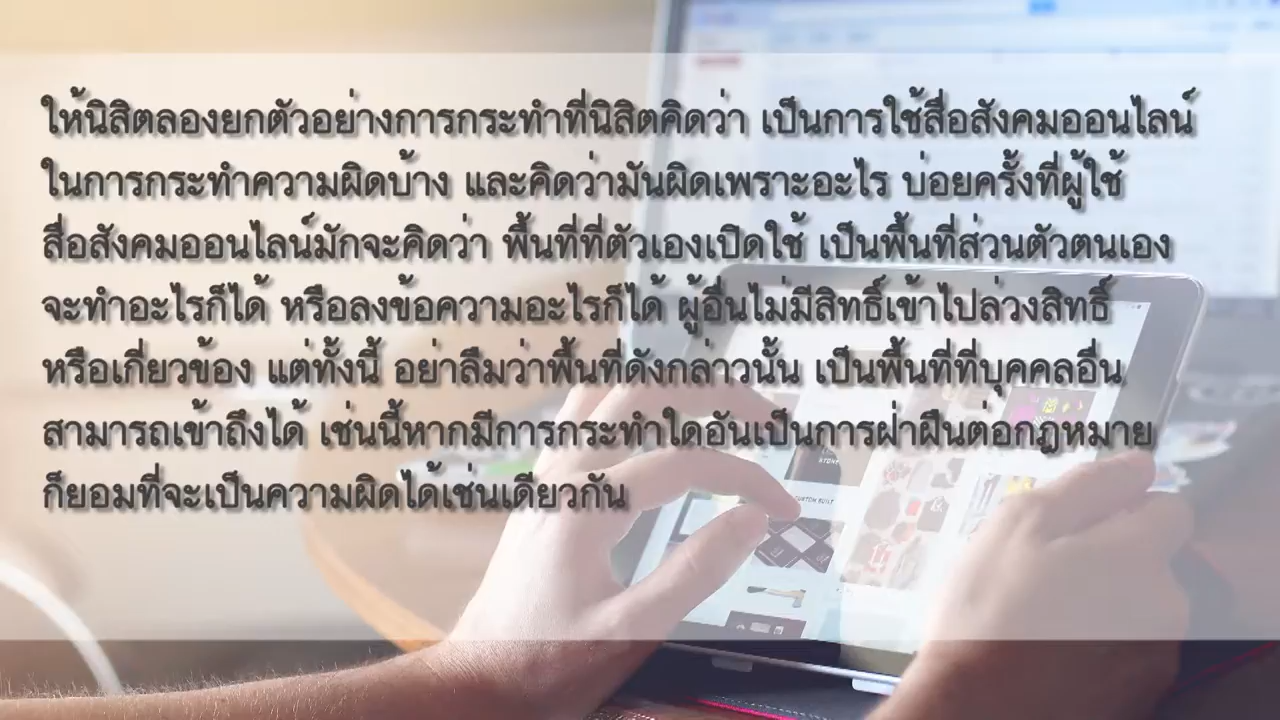 ให้นิสิตลองยกตัวอย่างการกระทำที่นิสิตคิดว่า เป็นการใช้สื่อสังคมออนไลน์
ในการกระทำความผิดบ้าง และคิดว่ามันผิดเพราะอะไร บ่อยครั้งที่ผู้ใช้
สื่อสังคมออนไลน์มักจะคิดว่า พื้นที่ที่ตัวเองเปิดใช้ เป็นพื้นที่ส่วนตัวตนเอง
จะทำอะไรก็ได้ หรือลงข้อความอะไรก็ได้ ผู้อื่นไม่มีสิทธิ์เข้าไปล่วงสิทธิ์
หรือเกี่ยวข้อง แต่ทั้งนี้ อย่าลืมว่าพื้นที่ดังกล่าวนั้น เป็นพื้นที่ที่บุคคลอื่น
สามารถเข้าถึงได้ เช่นนี้หากมีการกระทำใดอันเป็นการฝ่าฝืนต่อกฎหมาย
ก็ยอมที่จะเป็นความผิดได้เช่นเดียวกัน
CUSTOM BUILT